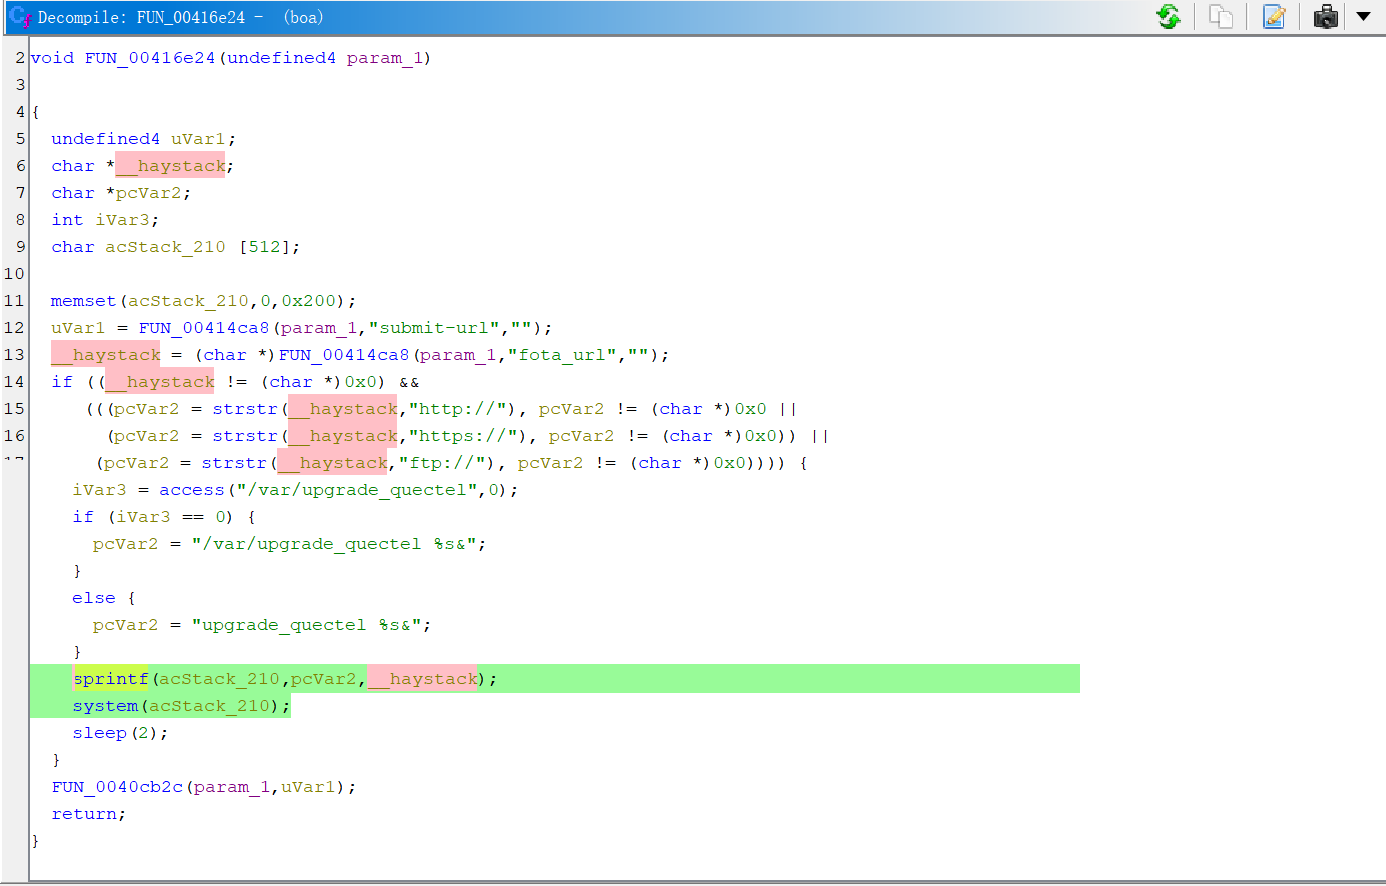 Decompile: FUN_00416e24 - (boa)
2 void FUN_00416e24(undefined4 param_1)
3
4 {
5 undefined4 uVar1;
6 char *__haystack;
7 char *pcVar2;
8 int iVar3;
9 char acStack_210 [512];
10
11 memset(acStack_210,0,0x200);
12 uVar1 = FUN_00414ca8(param_1,"submit-url","");
13 __haystack = (char *)FUN_00414ca8(param_1,"fota_url","");
14 if ((__haystack != (char *)0x0) &&
15 (((pcVar2 = strstr(__haystack,"http://"), pcVar2 != (char *)0x0 ||
16 (pcVar2 = strstr(__haystack,"https://"), pcVar2 != (char *)0x0)) ||
(pcVar2 = strstr(__haystack,"ftp://"), pcVar2 != (char *)0x0)))) {
iVar3 = access("/var/upgrade_quectel",0);
if (iVar3 == 0) {
pcVar2 = "/var/upgrade_quectel %s&";
}
else {
pcVar2 = "upgrade_quectel %s&";
}
sprintf(acStack_210,pcVar2,__haystack);
system(acStack_210);
sleep(2);
}
FUN_0040cb2c(param_1,uVar1);
return;
}